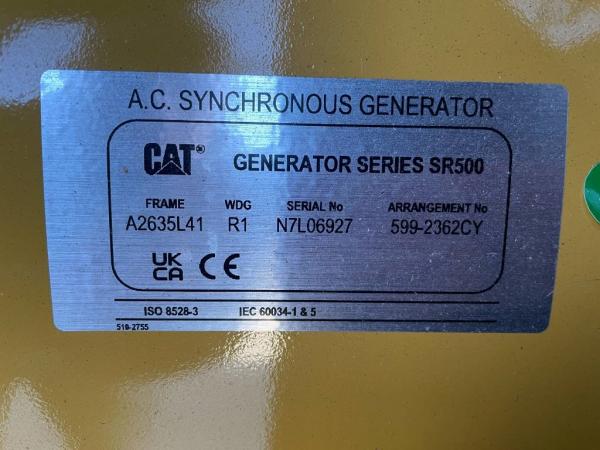 A.C. SYNCHRONOUS GENERATOR
CAT® GENERATOR SERIES SR500
FRAME WDG SERIAL No ARRANGEMENT No
A2635L41 R1 N7L06927 599-2362CY
UK
CA CE
ISO 8528-3 IEC 60034-1 & 5
519-2755